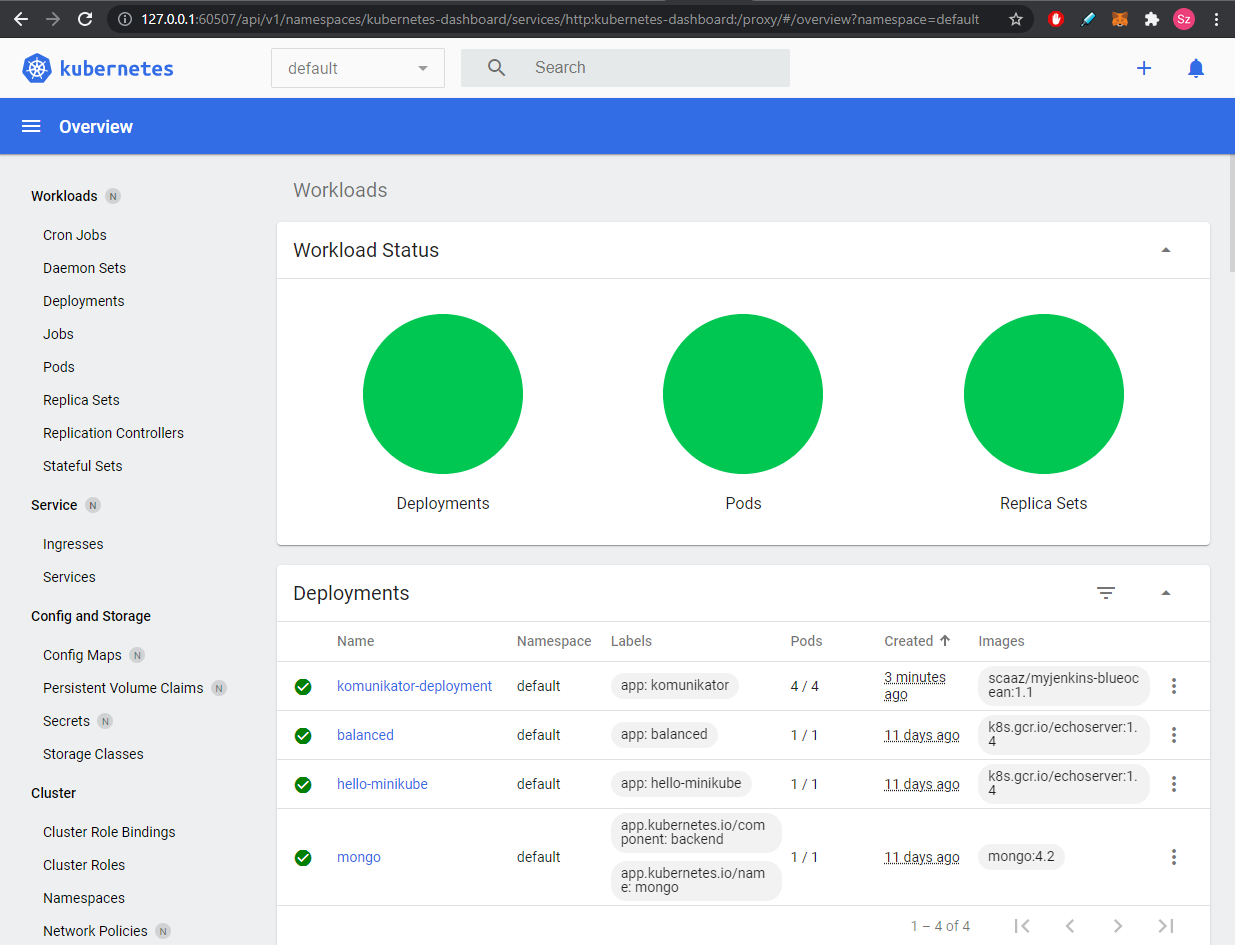 127.0.0.1:60507/api/v1/namespaces/kubernetes-dashboard/services/http:kubernetes-dashboard:/proxy/#/overview?namespace=default
Sz
kubernetes
default
Search
Overview
Workloads N
Cron Jobs
Daemon Sets
Deployments
Jobs
Pods
Replica Sets
Replication Controllers
Stateful Sets
Service N
Ingresses
Services
Config and Storage
Config Maps N
Persistent Volume Claims N
Secrets N
Storage Classes
Cluster
Cluster Role Bindings
Cluster Roles
Namespaces
Network Policies N
Workloads
Workload Status
Deployments
Pods
Replica Sets
Deployments
Name Namespace Labels Pods Created Images
komunikator-deployment default app: komunikator 4 / 4 3 minutes
ago
scaaz/myjenkins-blueoc
ean:1.1
balanced default app: balanced 1 / 1 11 days ago k8s.gcr.io/echoserver:1.
4
hello-minikube default app: hello-minikube 1 / 1 11 days ago k8s.gcr.io/echoserver:1.
4
mongo default app.kubernetes.io/com
ponent: backend
app.kubernetes.io/nam
e: mongo
1 / 1 11 days ago mongo:4.2
1 – 4 of 4